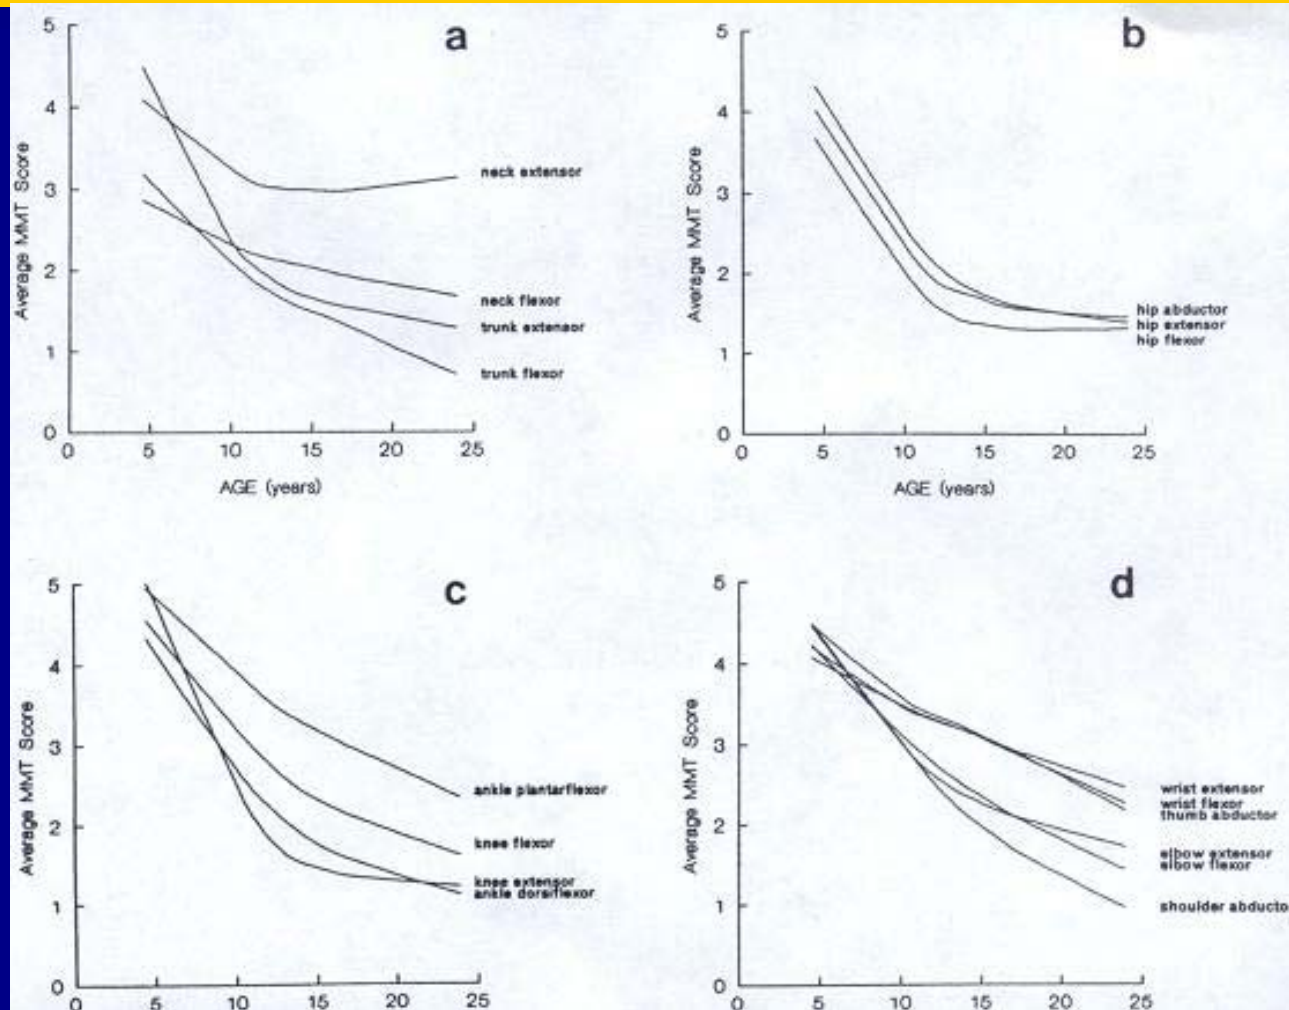 a
5
4
3
2
1
0
Average MMT Score
neck extensor
neck flexor
trunk extensor
trunk flexor
0 5 10 15 20 25
AGE (years)
b
5
4
3
2
1
0
Average MMT Score
hip abductor
hip extensor
hip flexor
0 5 10 15 20 25
AGE (years)
c
5
4
3
2
1
0
Average MMT Score
ankle plantarflexor
knee flexor
knee extensor
ankle dorsiflexor
0 5 10 15 20 25
d
5
4
3
2
1
0
Average MMT Score
wrist extensor
wrist flexor
thumb abductor
elbow extensor
elbow flexor
shoulder abducto
0 5 10 15 20 25